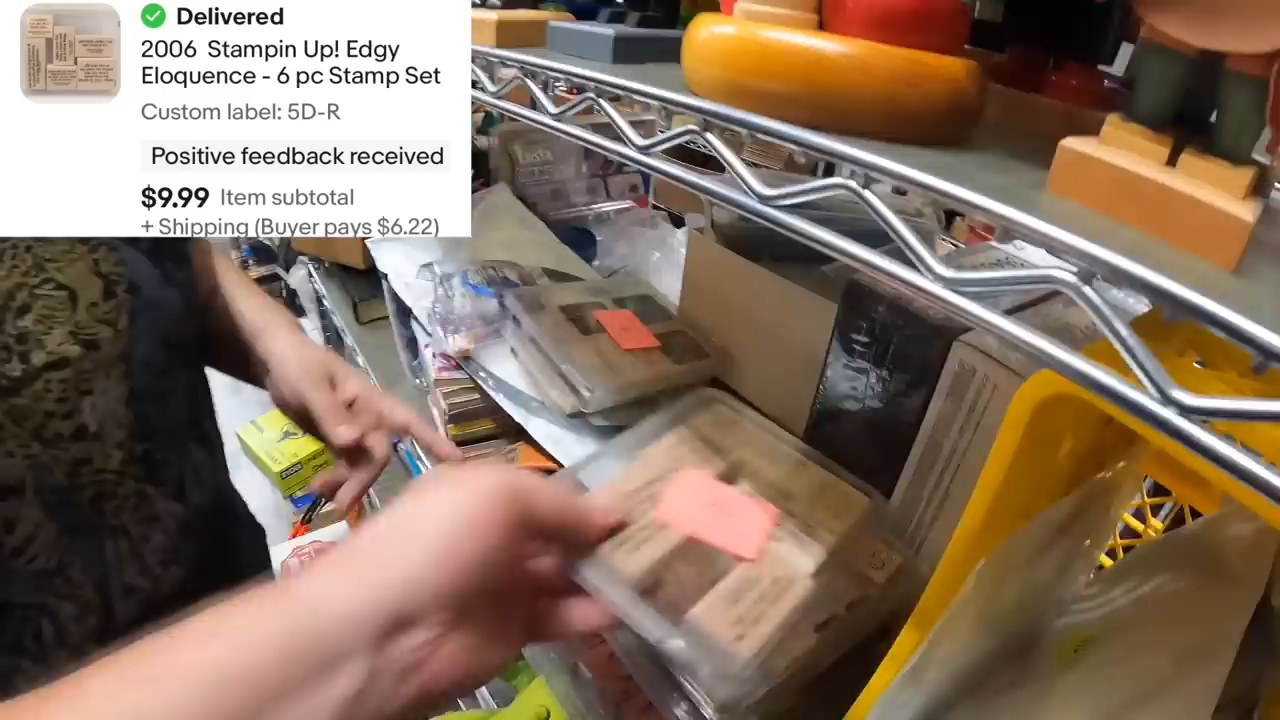 Delivered
2006 Stampin Up! Edgy
Eloquence - 6 pc Stamp Set
Custom label: 5D-R
Positive feedback received
$9.99 Item subtotal
+ Shipping (Buyer pays $6.22)
RYOBI